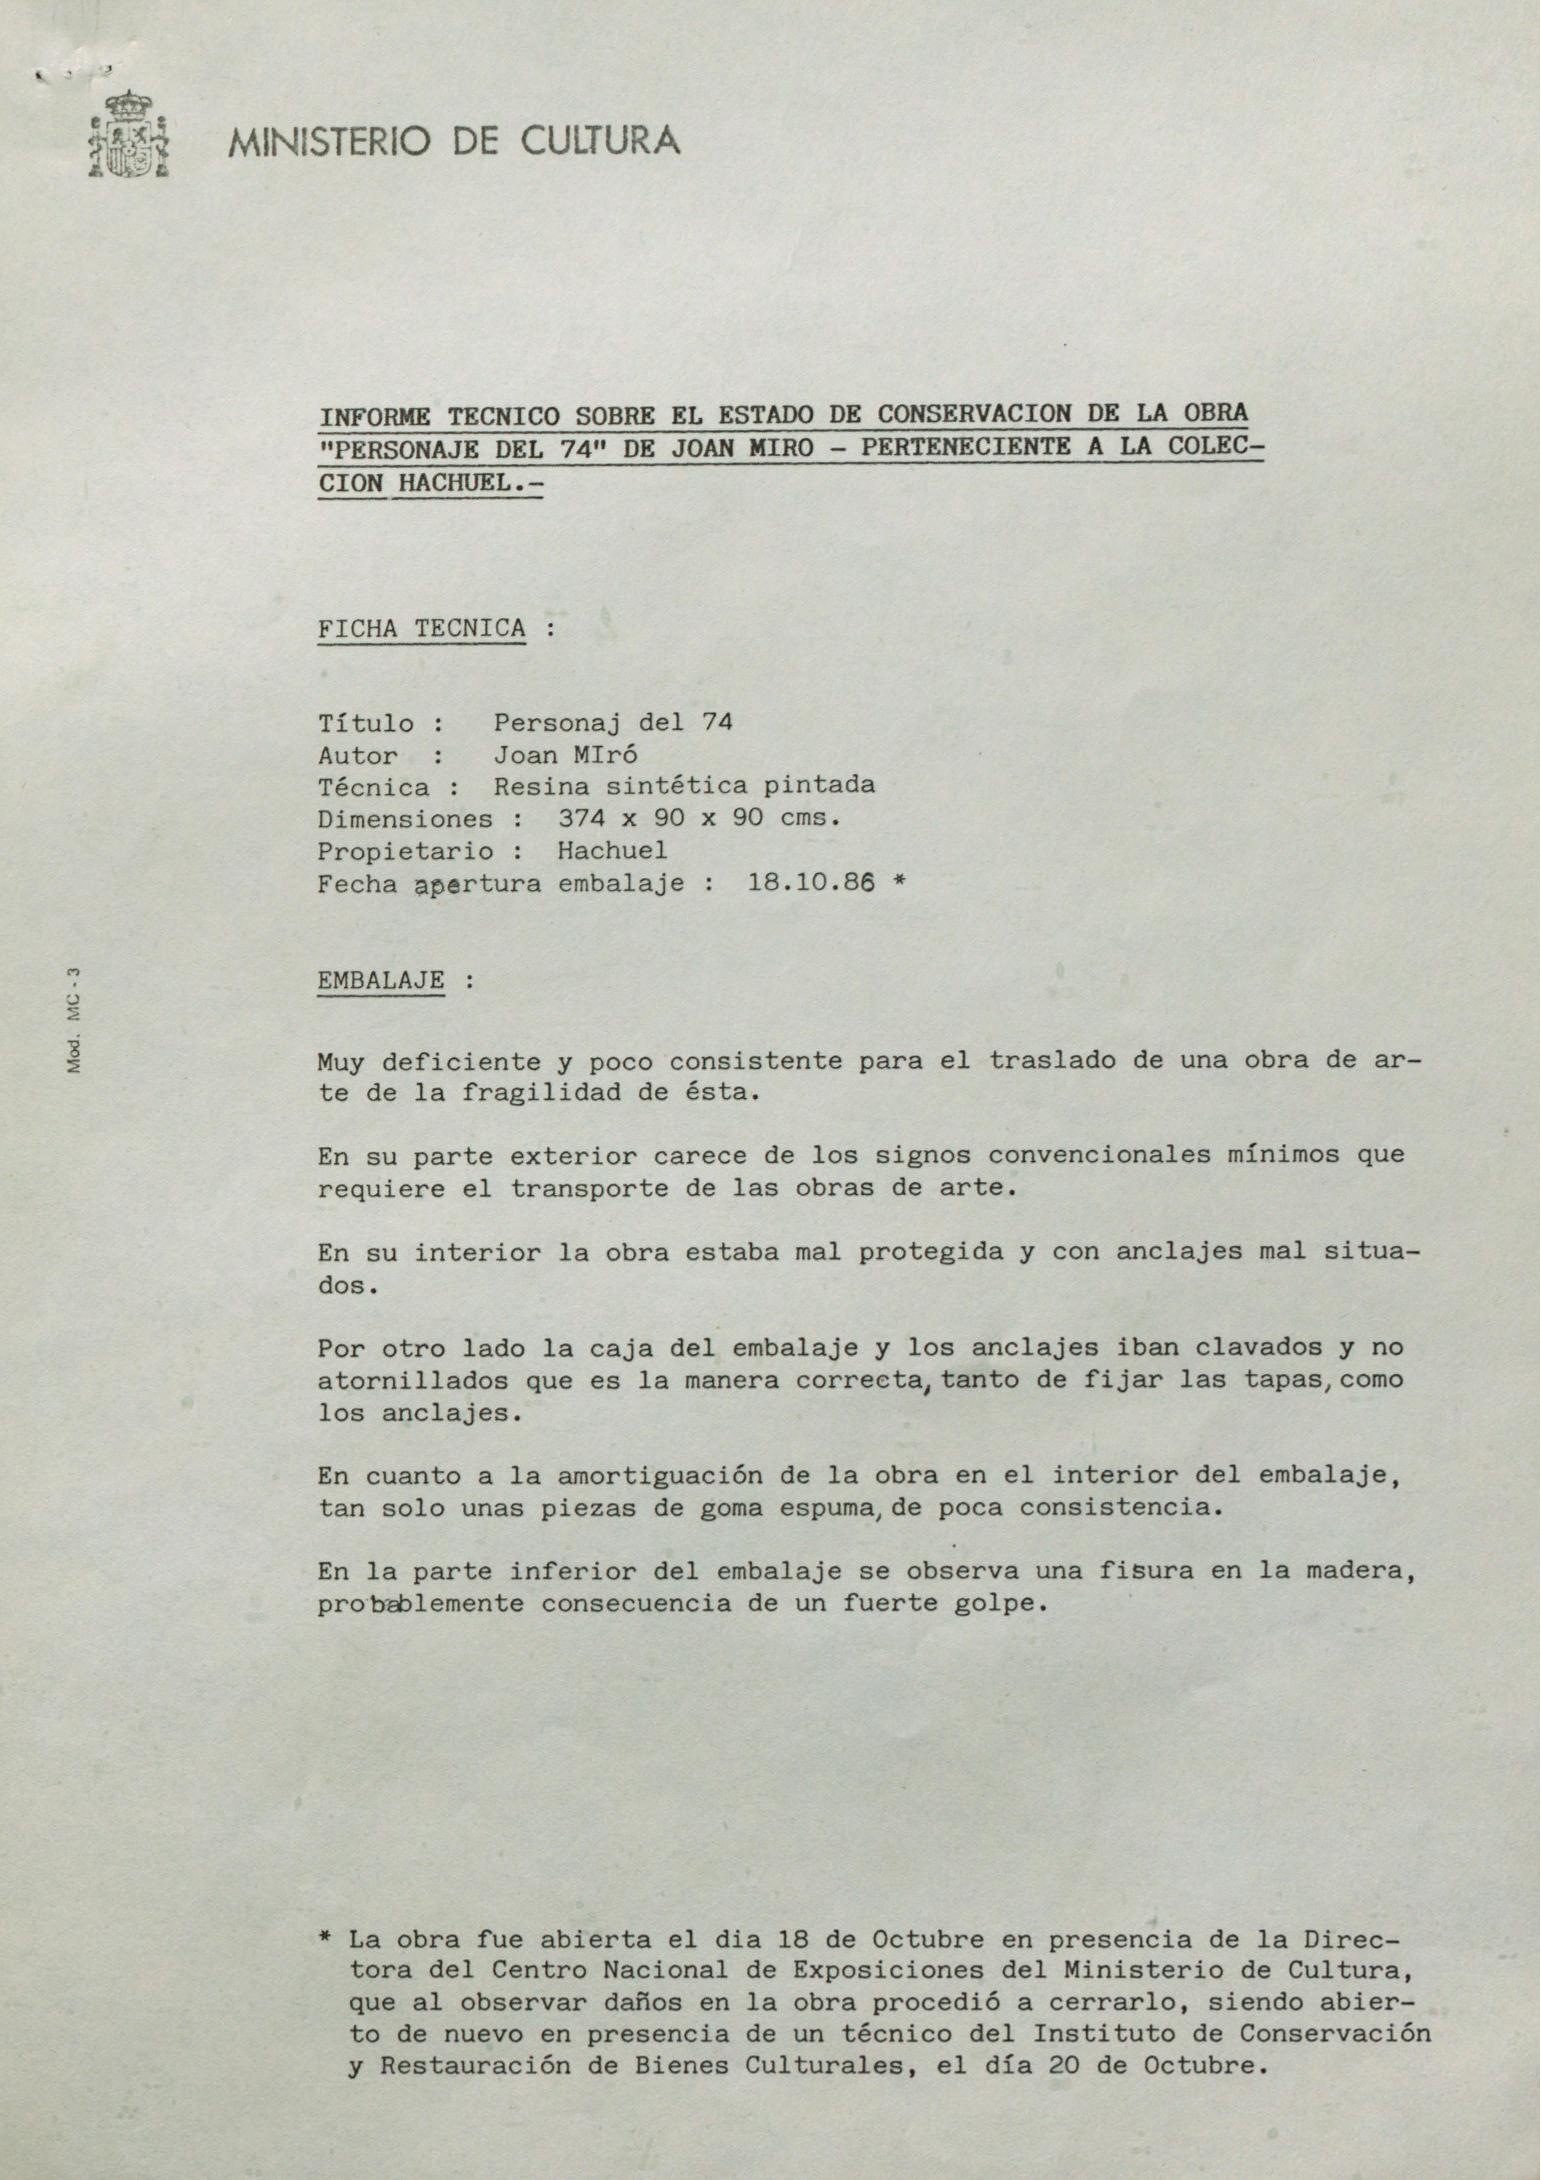 MINISTERIO DE CULTURA
INFORME TECNICO SOBRE EL ESTADO DE CONSERVACION DE LA OBRA
"PERSONAJE DEL 74" DE JOAN MIRO - PERTENECIENTE A LA COLEC-
CION HACHUEL.-
FICHA TECNICA :
Título : Personaj del 74
Autor : Joan MIró
Técnica : Resina sintética pintada
Dimensiones : 374 x 90 x 90 cms.
Propietario : Hachuel
Fecha apertura embalaje : 18.10.86 *
EMBALAJE :
Mod. MC - 3
Muy deficiente y poco consistente para el traslado de una obra de ar-
te de la fragilidad de ésta.
En su parte exterior carece de los signos convencionales mínimos que
requiere el transporte de las obras de arte.
En su interior la obra estaba mal protegida y con anclajes mal situa-
dos.
Por otro lado la caja del embalaje y los anclajes iban clavados y no
atornillados que es la manera correcta, tanto de fijar las tapas, como
los anclajes.
En cuanto a la amortiguación de la obra en el interior del embalaje,
tan solo unas piezas de goma espuma, de poca consistencia.
En la parte inferior del embalaje se observa una fisura en la madera,
probablemente consecuencia de un fuerte golpe.
* La obra fue abierta el dia 18 de Octubre en presencia de la Direc-
tora del Centro Nacional de Exposiciones del Ministerio de Cultura,
que al observar daños en la obra procedió a cerrarlo, siendo abier-
to de nuevo en presencia de un técnico del Instituto de Conservación
y Restauración de Bienes Culturales, el día 20 de Octubre.